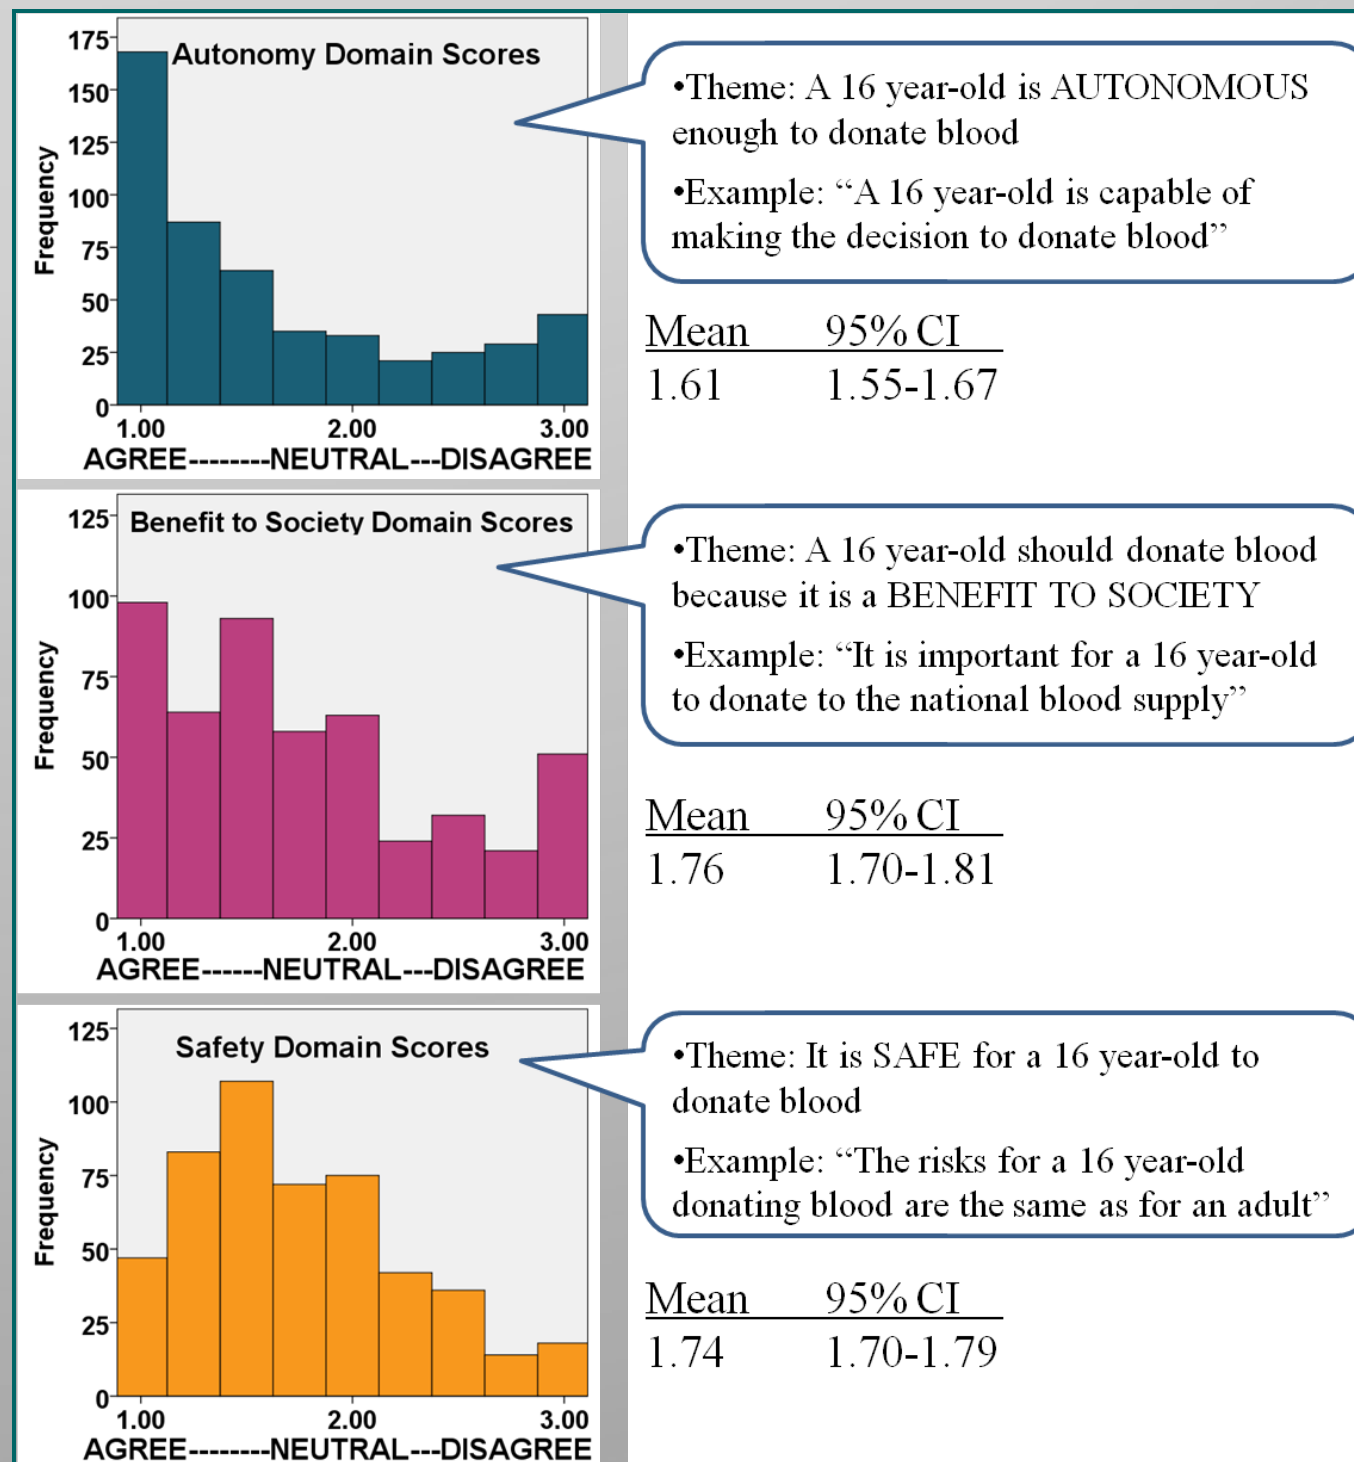 Autonomy Domain Scores
175
150
125
100
75
50
25
0
Frequency
1.00 2.00 3.00
AGREE--------NEUTRAL---DISAGREE
•Theme: A 16 year-old is AUTONOMOUS
enough to donate blood
•Example: “A 16 year-old is capable of
making the decision to donate blood”
Mean 95% CI
1.61 1.55-1.67
Benefit to Society Domain Scores
125
100
75
50
25
0
Frequency
1.00 2.00 3.00
AGREE------NEUTRAL---DISAGREE
•Theme: A 16 year-old should donate blood
because it is a BENEFIT TO SOCIETY
•Example: “It is important for a 16 year-old
to donate to the national blood supply”
Mean 95% CI
1.76 1.70-1.81
Safety Domain Scores
125
100
75
50
25
0
Frequency
1.00 2.00 3.00
AGREE--------NEUTRAL---DISAGREE
•Theme: It is SAFE for a 16 year-old to
donate blood
•Example: “The risks for a 16 year-old
donating blood are the same as for an adult”
Mean 95% CI
1.74 1.70-1.79